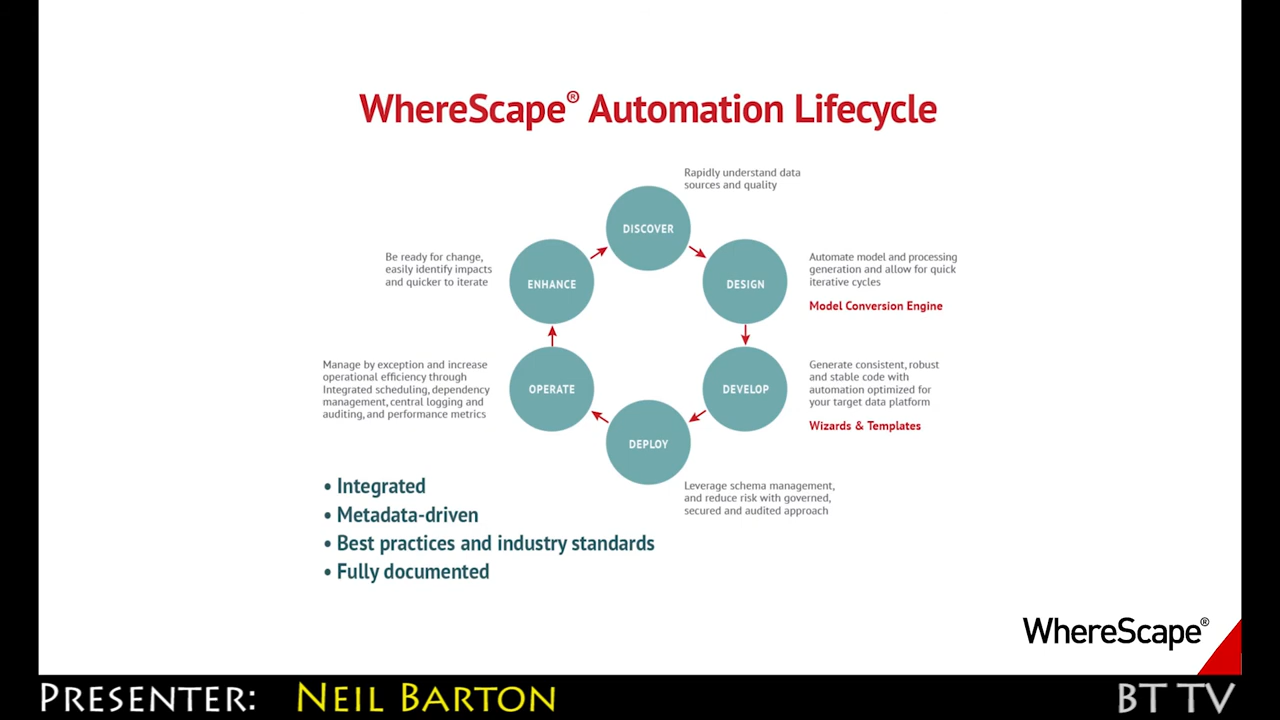 WhereScape® Automation Lifecycle
Rapidly understand data
sources and quality
DISCOVER
Be ready for change,
easily identify impacts
and quicker to iterate
ENHANCE
DESIGN
Automate model and processing
generation and allow for quick
iterative cycles
Model Conversion Engine
Manage by exception and increase
operational efficiency through
Integrated scheduling, dependency
management, central logging and
auditing, and performance metrics
OPERATE
DEVELOP
Generate consistent, robust
and stable code with
automation optimized for
your target data platform
Wizards & Templates
DEPLOY
Leverage schema management,
and reduce risk with governed,
secured and audited approach
• Integrated
• Metadata-driven
• Best practices and industry standards
• Fully documented
WhereScape®
PRESENTER: NEIL BARTON
BT TV